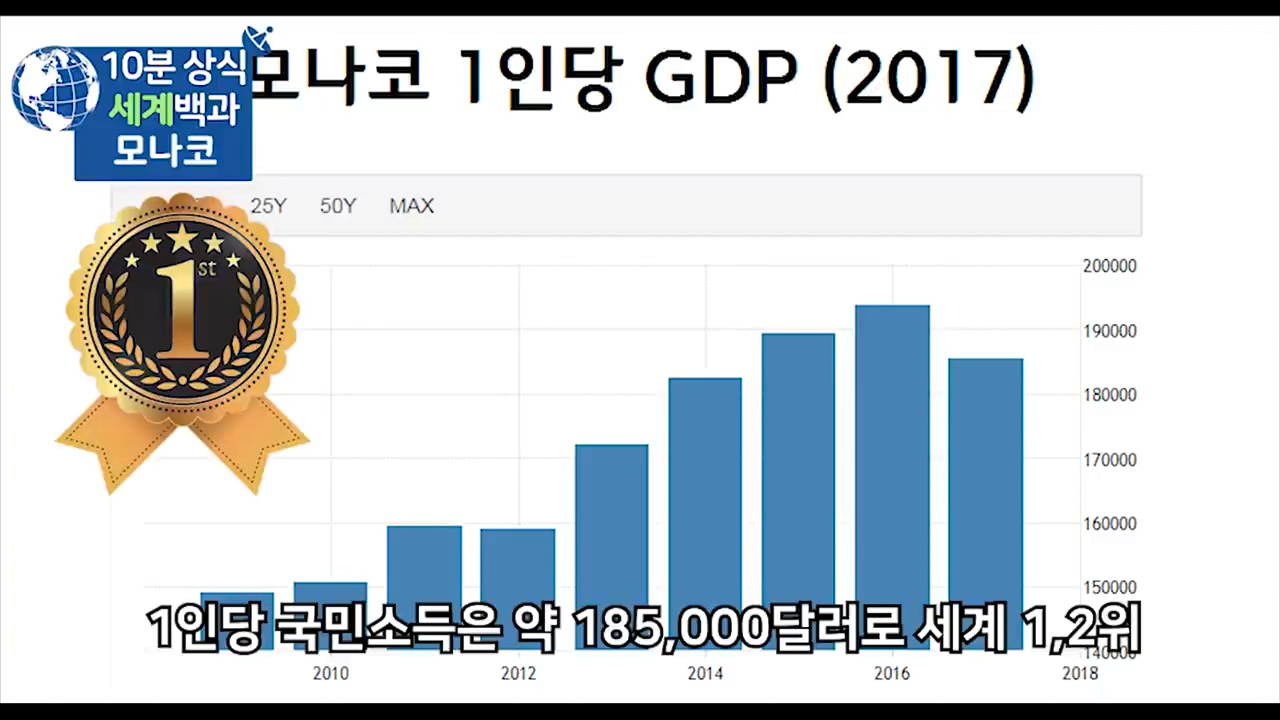 10분 상식
세계백과
모나코
모나코 1인당 GDP (2017)
25Y 50Y MAX
1st
200000
190000
180000
170000
160000
150000
140000
1인당 국민소득은 약 185,000달러로 세계 1,2위
2010 2012 2014 2016 2018